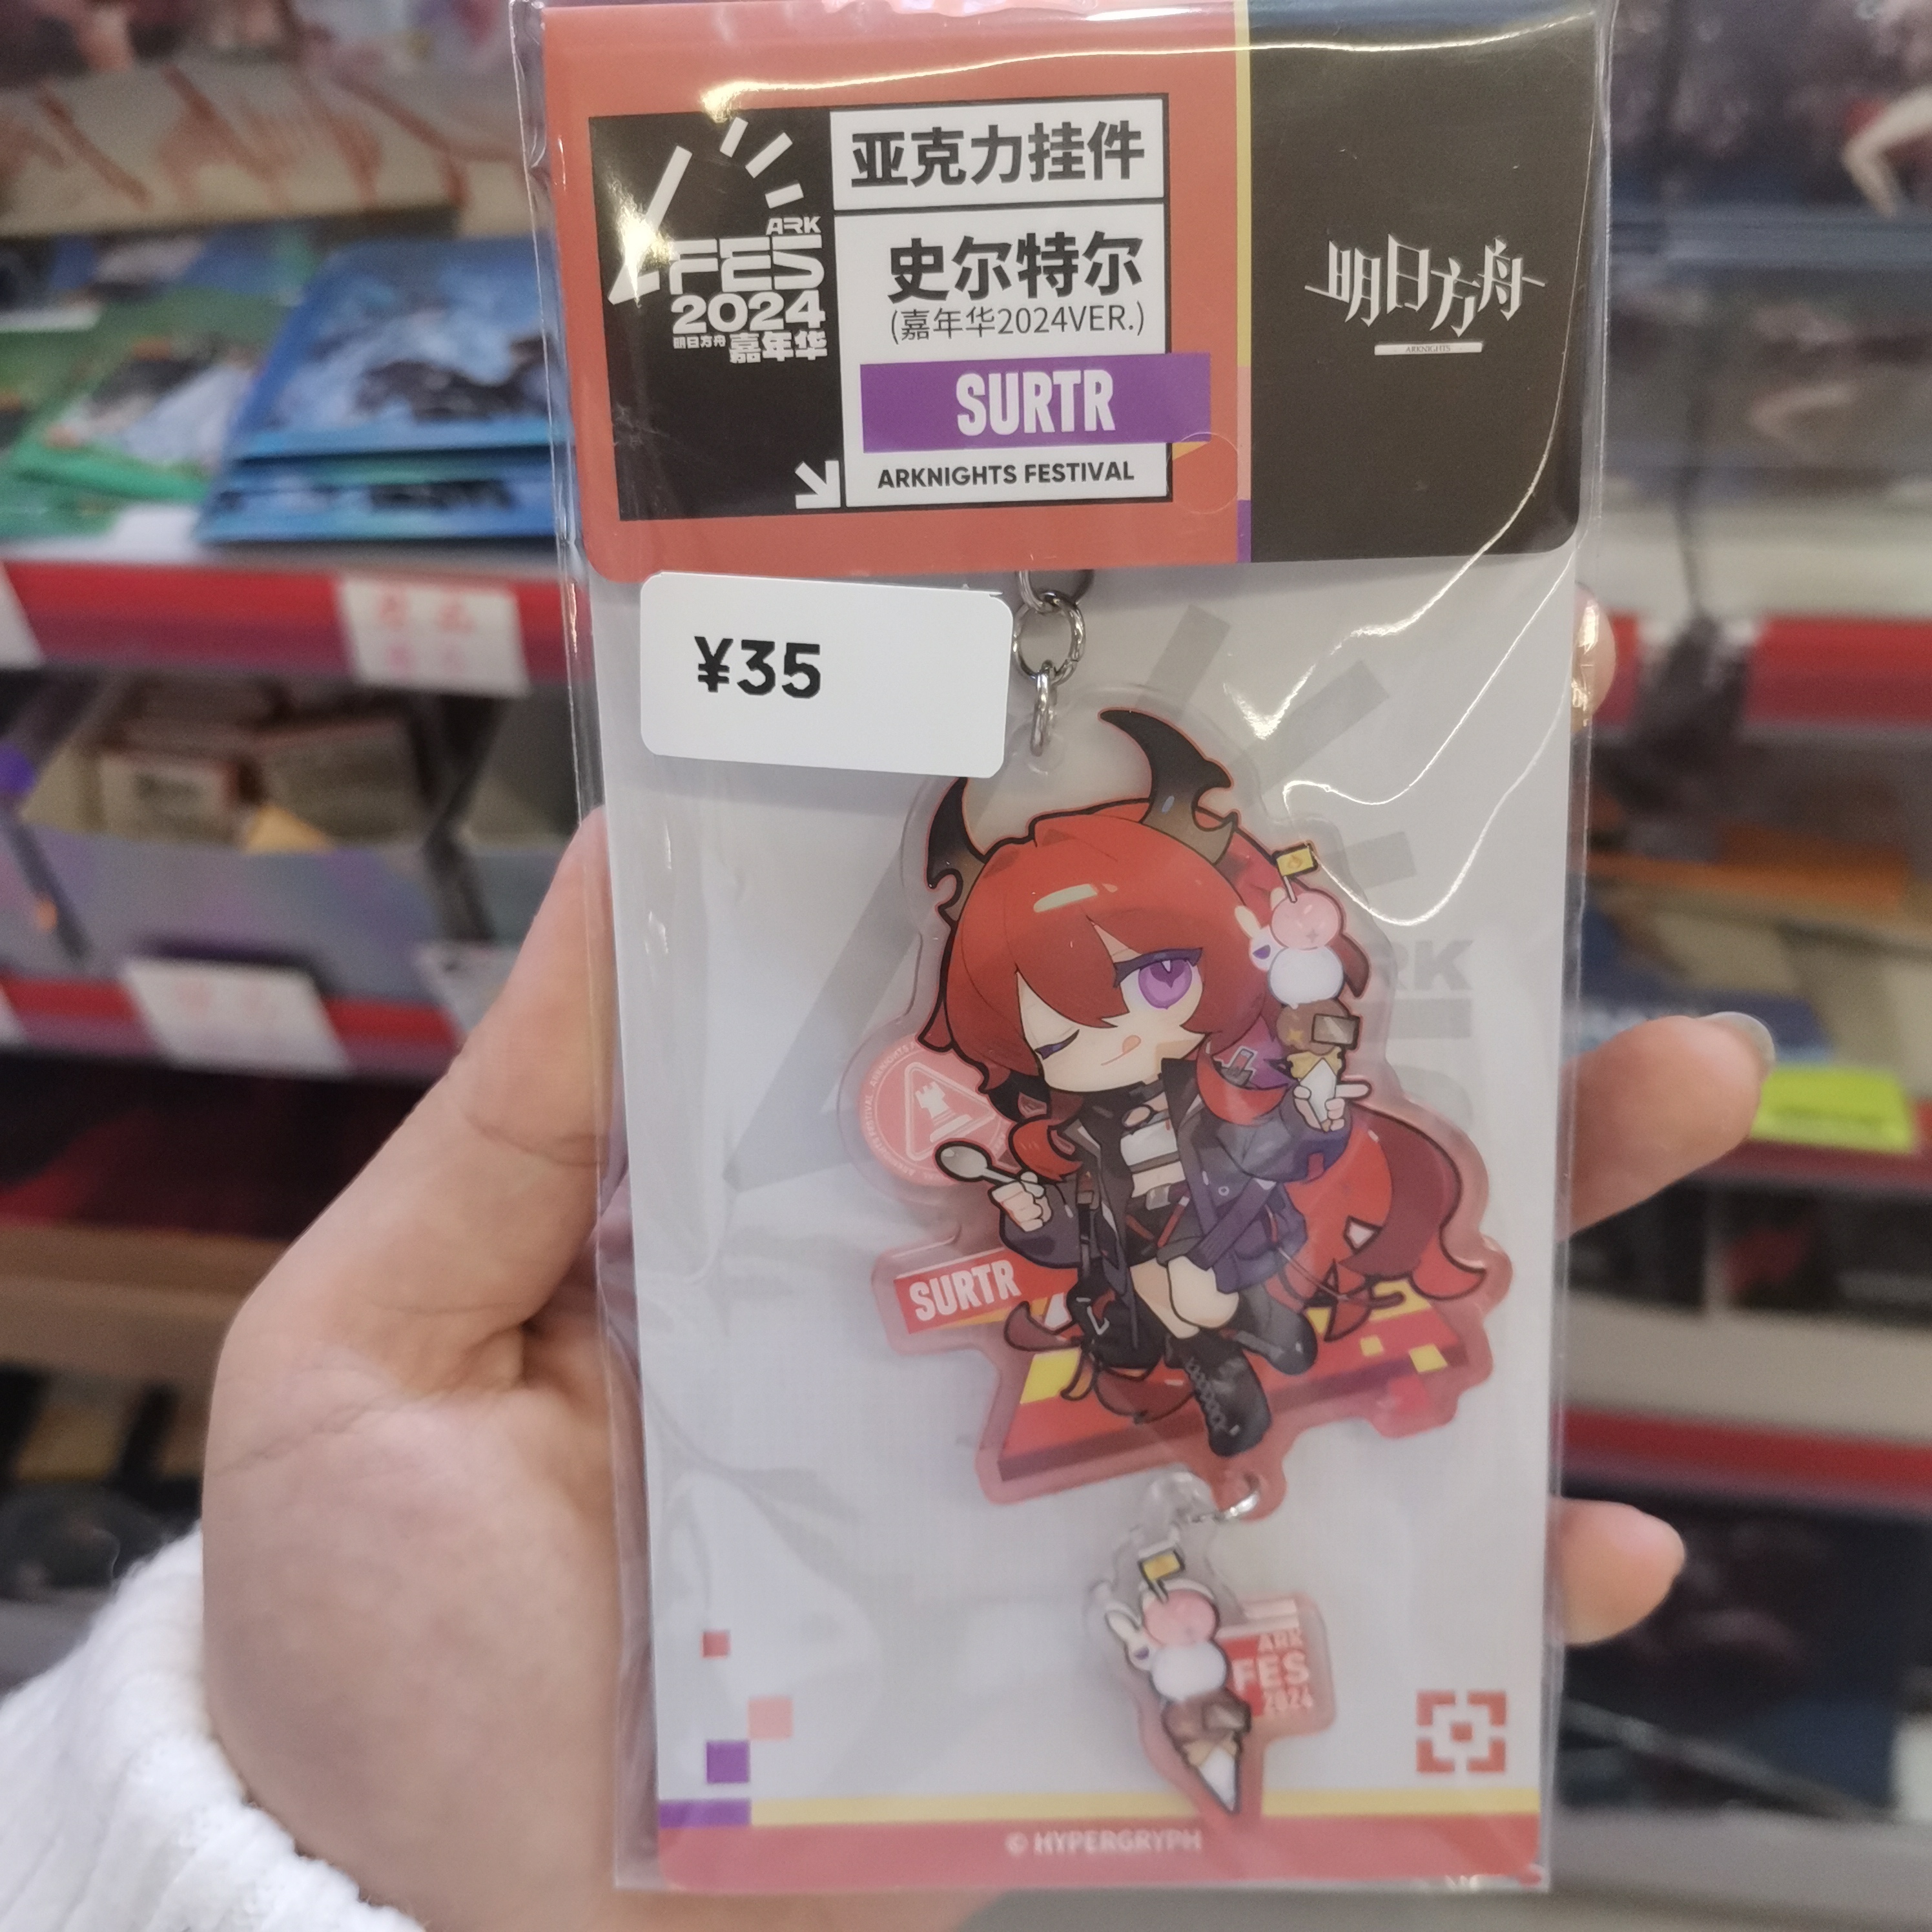 亚克力挂件
ARK
FES
2024
明日方舟 嘉年华
史尔特尔
(嘉年华2024VER.)
SURTR
ARKNIGHTS FESTIVAL
明日方舟
ARKNIGHTS
¥35
RK
SURTR
ARK
FES
2024
© HYPERGRYPH